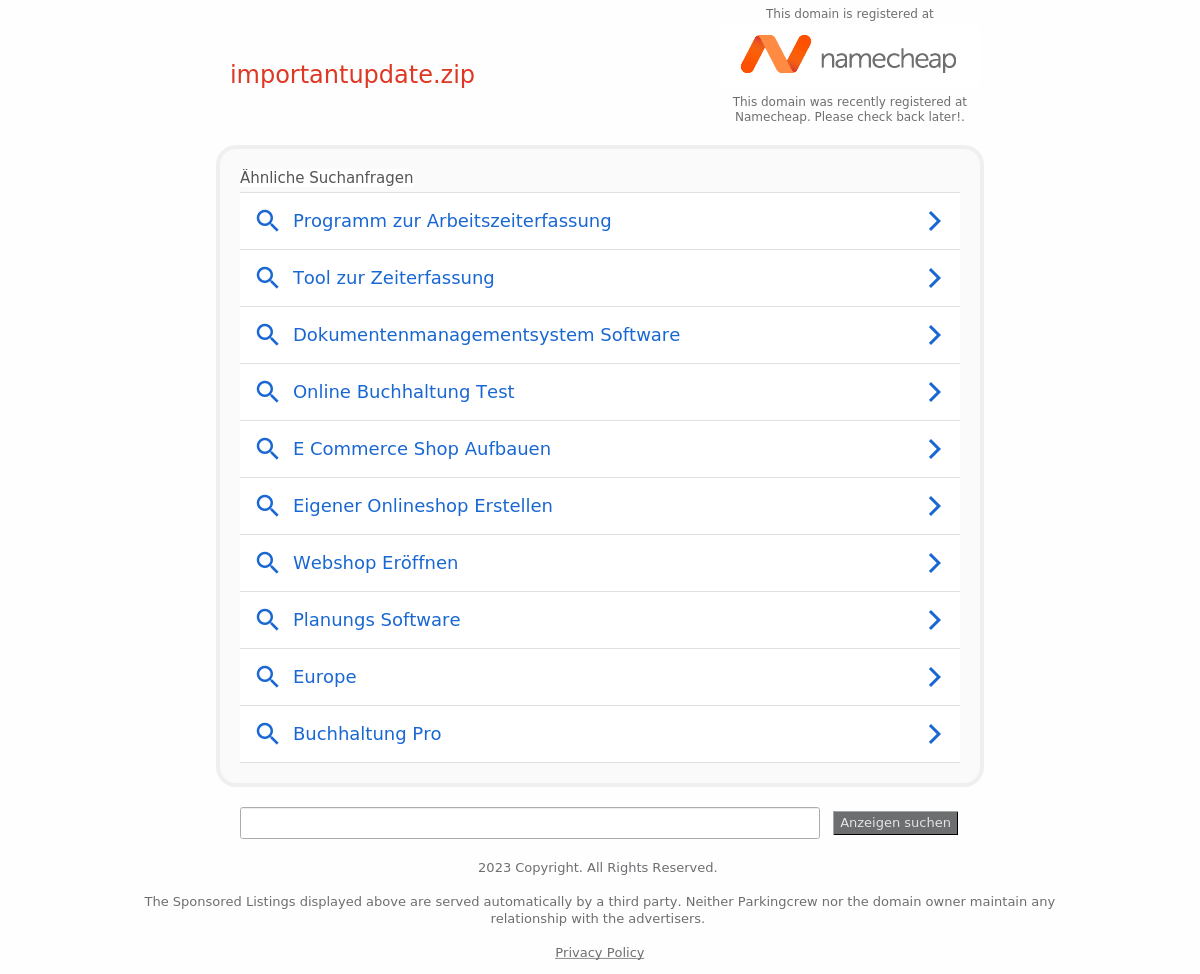 This domain is registered at
namecheap
importantupdate.zip
This domain was recently registered at
Namecheap. Please check back later!.
Ähnliche Suchanfragen
Programm zur Arbeitszeiterfassung
Tool zur Zeiterfassung
Dokumentenmanagementsystem Software
Online Buchhaltung Test
E Commerce Shop Aufbauen
Eigener Onlineshop Erstellen
Webshop Eröffnen
Planungs Software
Europe
Buchhaltung Pro
Anzeigen suchen
2023 Copyright. All Rights Reserved.
The Sponsored Listings displayed above are served automatically by a third party. Neither Parkingcrew nor the domain owner maintain any
relationship with the advertisers.
Privacy Policy